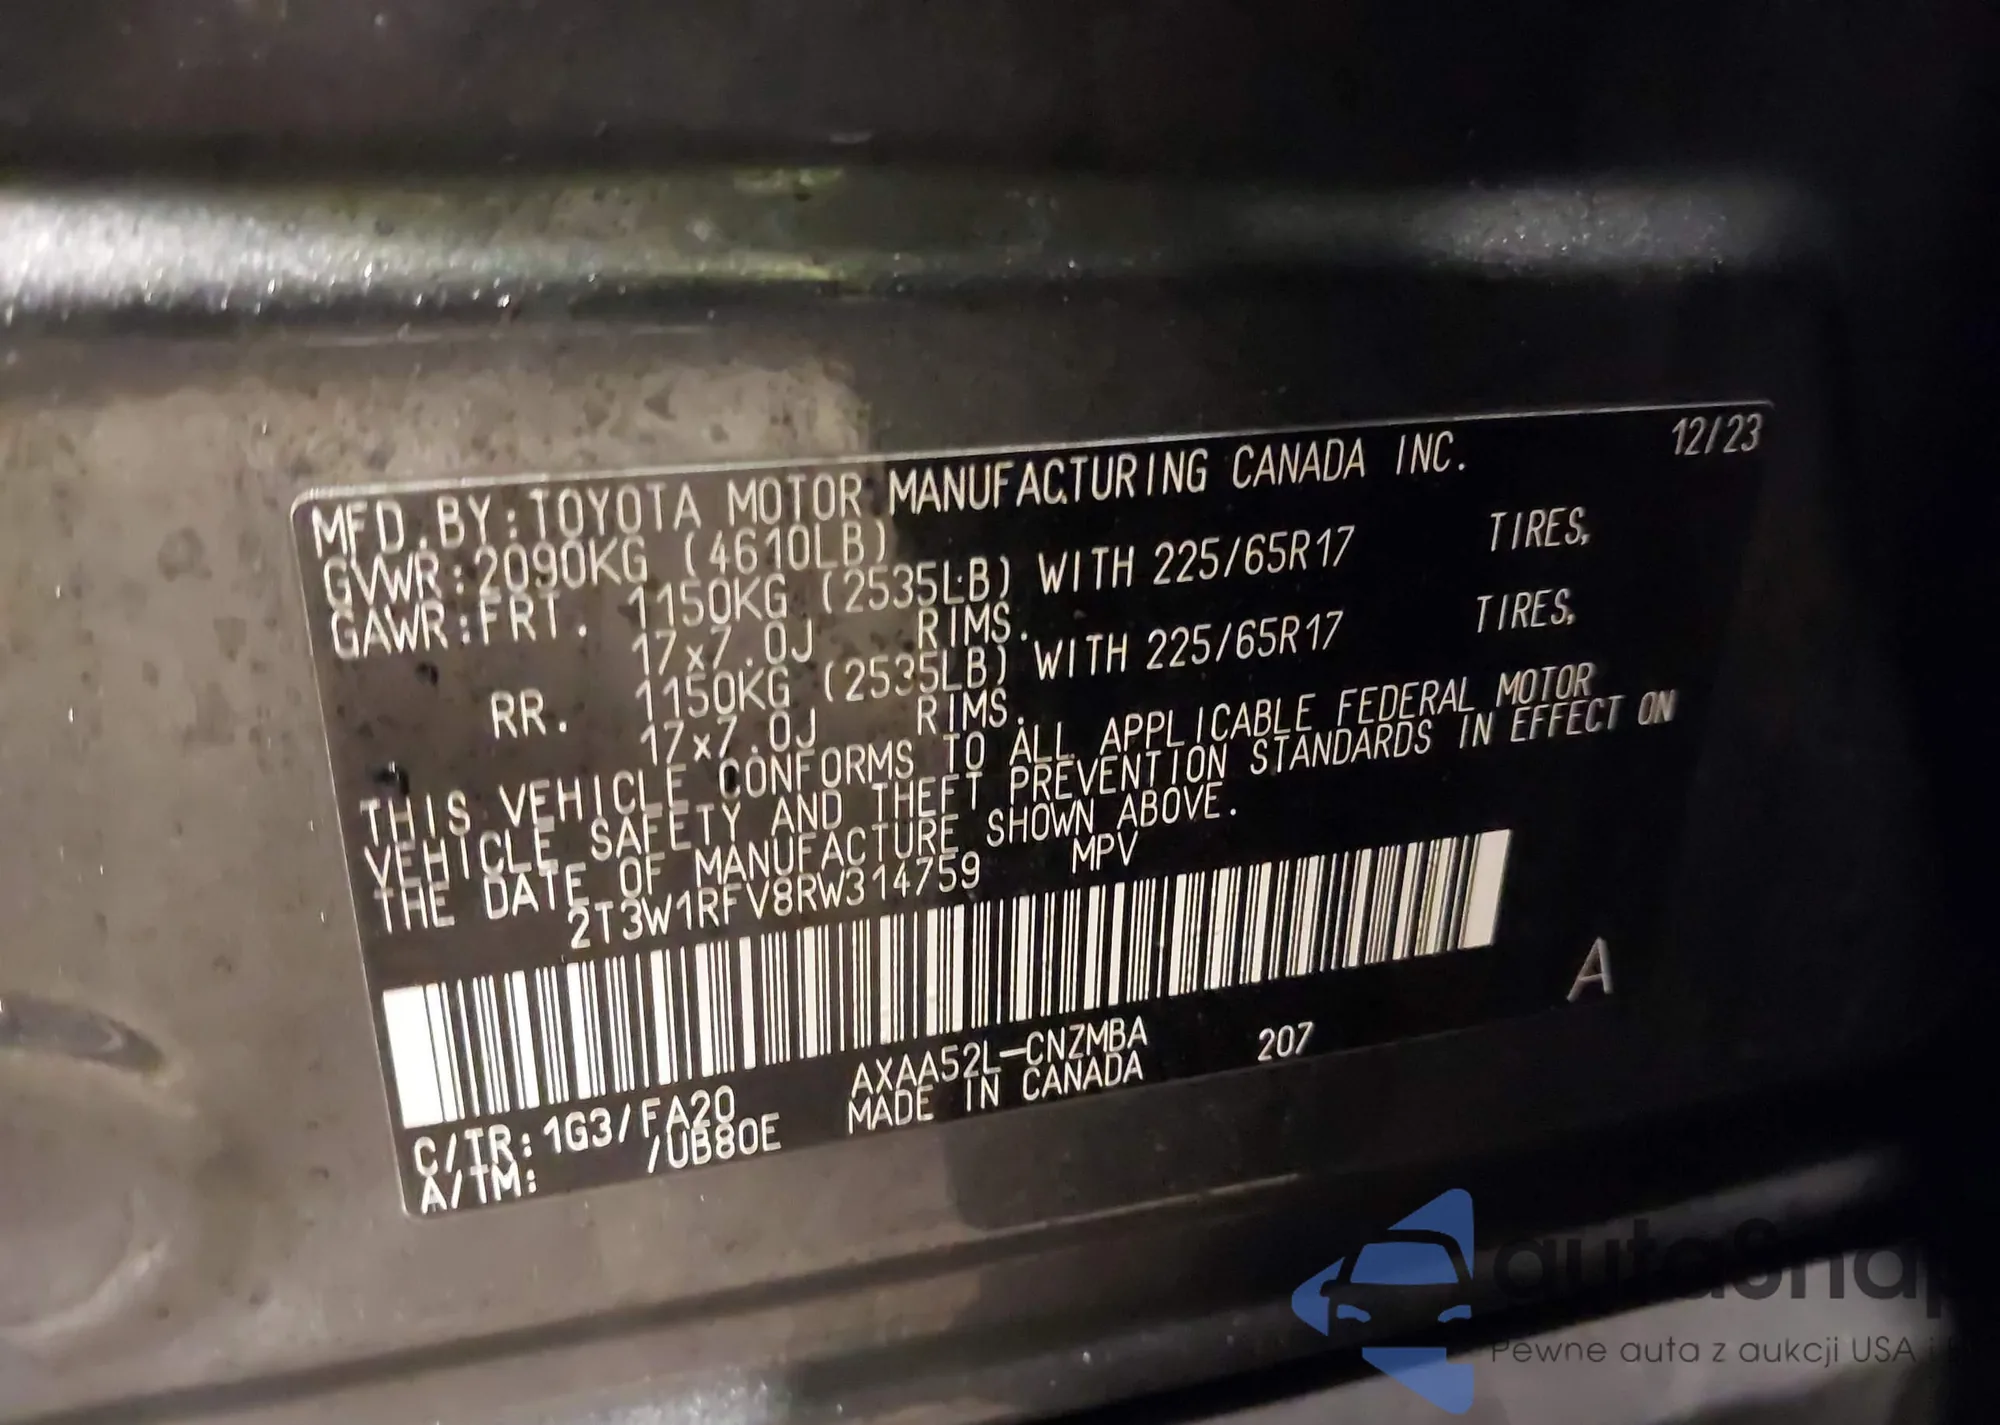 12/23
MFD.BY:TOYOTA MOTOR MANUFACTURING CANADA INC.
GVWR:2090KG (4610LB)
GAWR:FRT. 1150KG (2535LB) WITH 225/65R17 TIRES,
17x7.0J RIMS.
RR. 1150KG (2535LB) WITH 225/65R17 TIRES,
17x7.0J RIMS.
THIS VEHICLE CONFORMS TO ALL APPLICABLE FEDERAL MOTOR
VEHICLE SAFETY AND THEFT PREVENTION STANDARDS IN EFFECT ON
THE DATE OF MANUFACTURE SHOWN ABOVE.
2T3W1RFV8RW314759 MPV
A
C/TR:1G3/FA20 AXAA52L-CNZMBA 207
A/TM: /UB80E MADE IN CANADA
autoSnap
Pewne auta z aukcji USA i